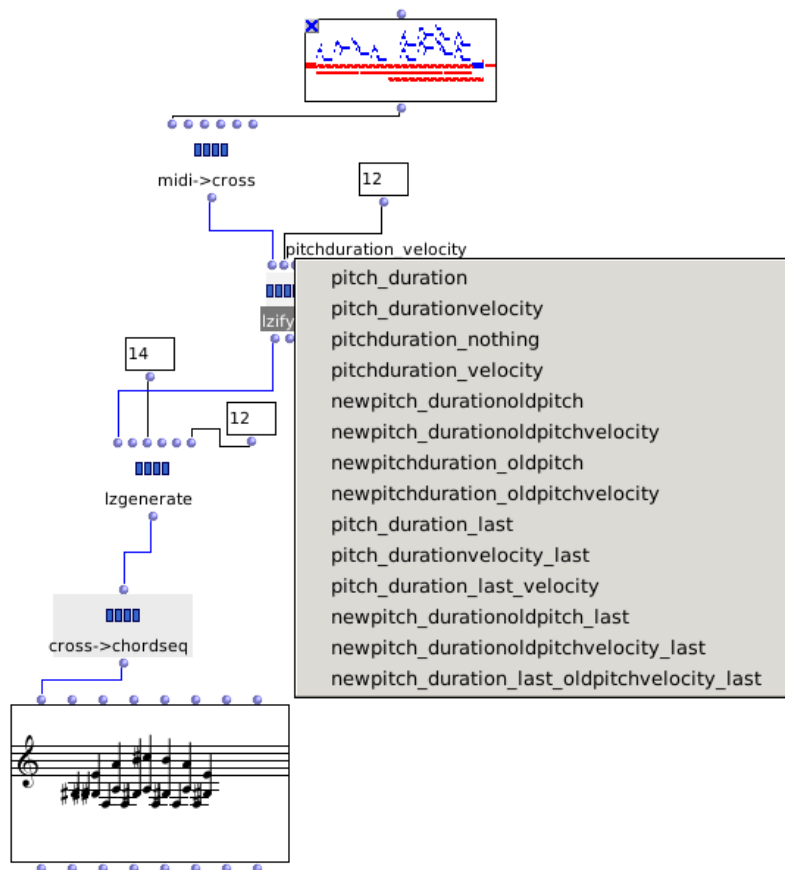 midi->cross
12
pitchduration_velocity
lzify
pitch_duration
pitch_durationvelocity
pitchduration_nothing
pitchduration_velocity
newpitch_durationoldpitch
newpitch_durationoldpitchvelocity
newpitchduration_oldpitch
newpitchduration_oldpitchvelocity
pitch_duration_last
pitch_durationvelocity_last
pitch_duration_last_velocity
newpitch_durationoldpitch_last
newpitch_durationoldpitchvelocity_last
newpitch_duration_last_oldpitchvelocity_last
14
12
lzgenerate
cross->chordseq